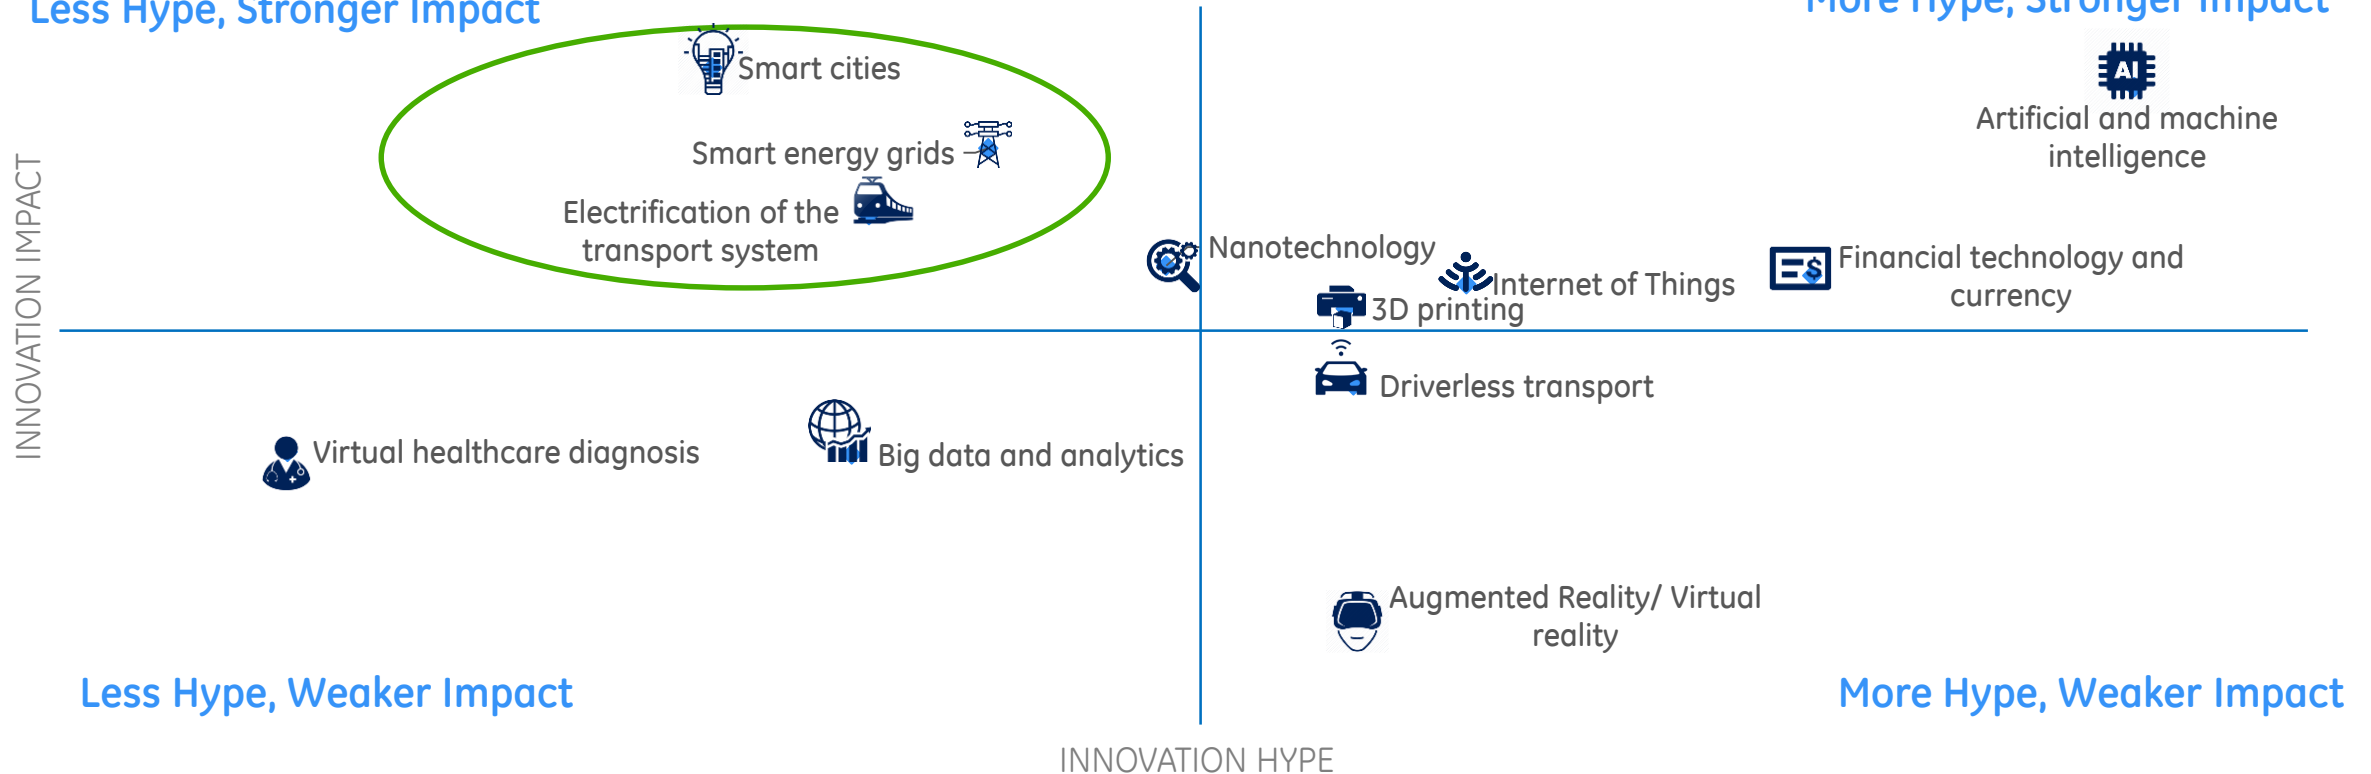 Less Hype, Stronger Impact
More Hype, Stronger Impact
Smart cities
AI
Artificial and machine
intelligence
Smart energy grids
Electrification of the
transport system
Nanotechnology
Internet of Things
3D printing
$
Financial technology and
currency
INNOVATION IMPACT
Driverless transport
Virtual healthcare diagnosis
Big data and analytics
Augmented Reality/ Virtual
reality
Less Hype, Weaker Impact
More Hype, Weaker Impact
INNOVATION HYPE